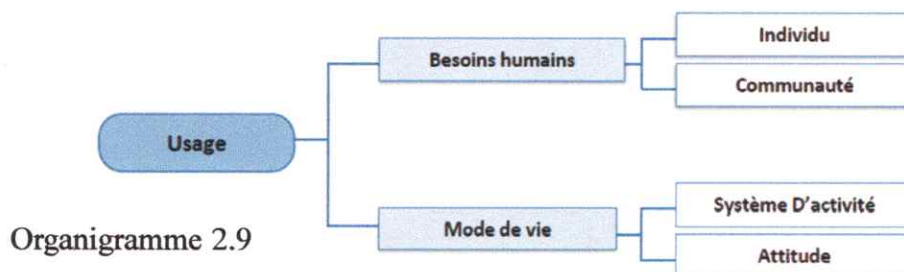 Individu
Besoins humains
Communauté
Usage
Système D'activité
Mode de vie
Organigramme 2.9
Attitude